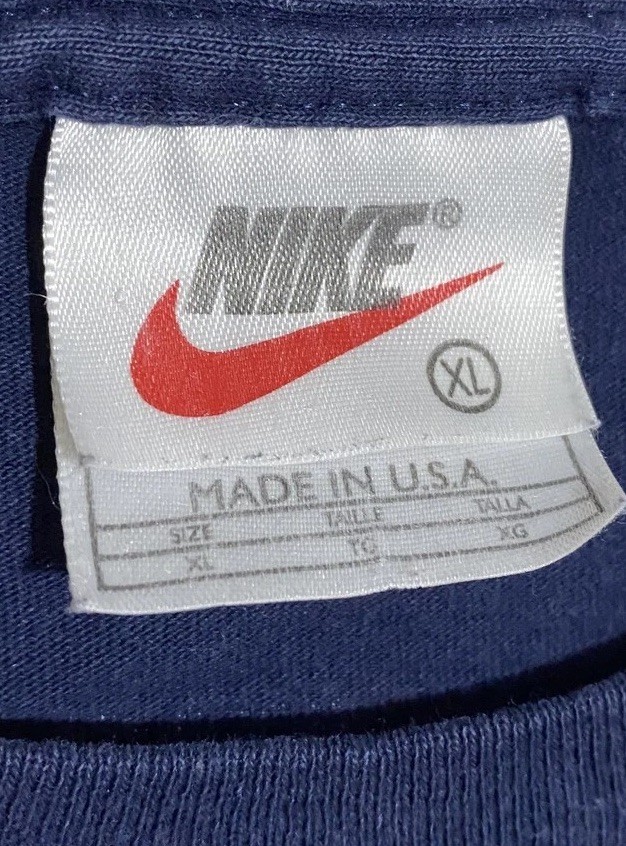 NIKE®
XL
MADE IN U.S.A.
SIZE TAILLE TALLA
XL TG XG